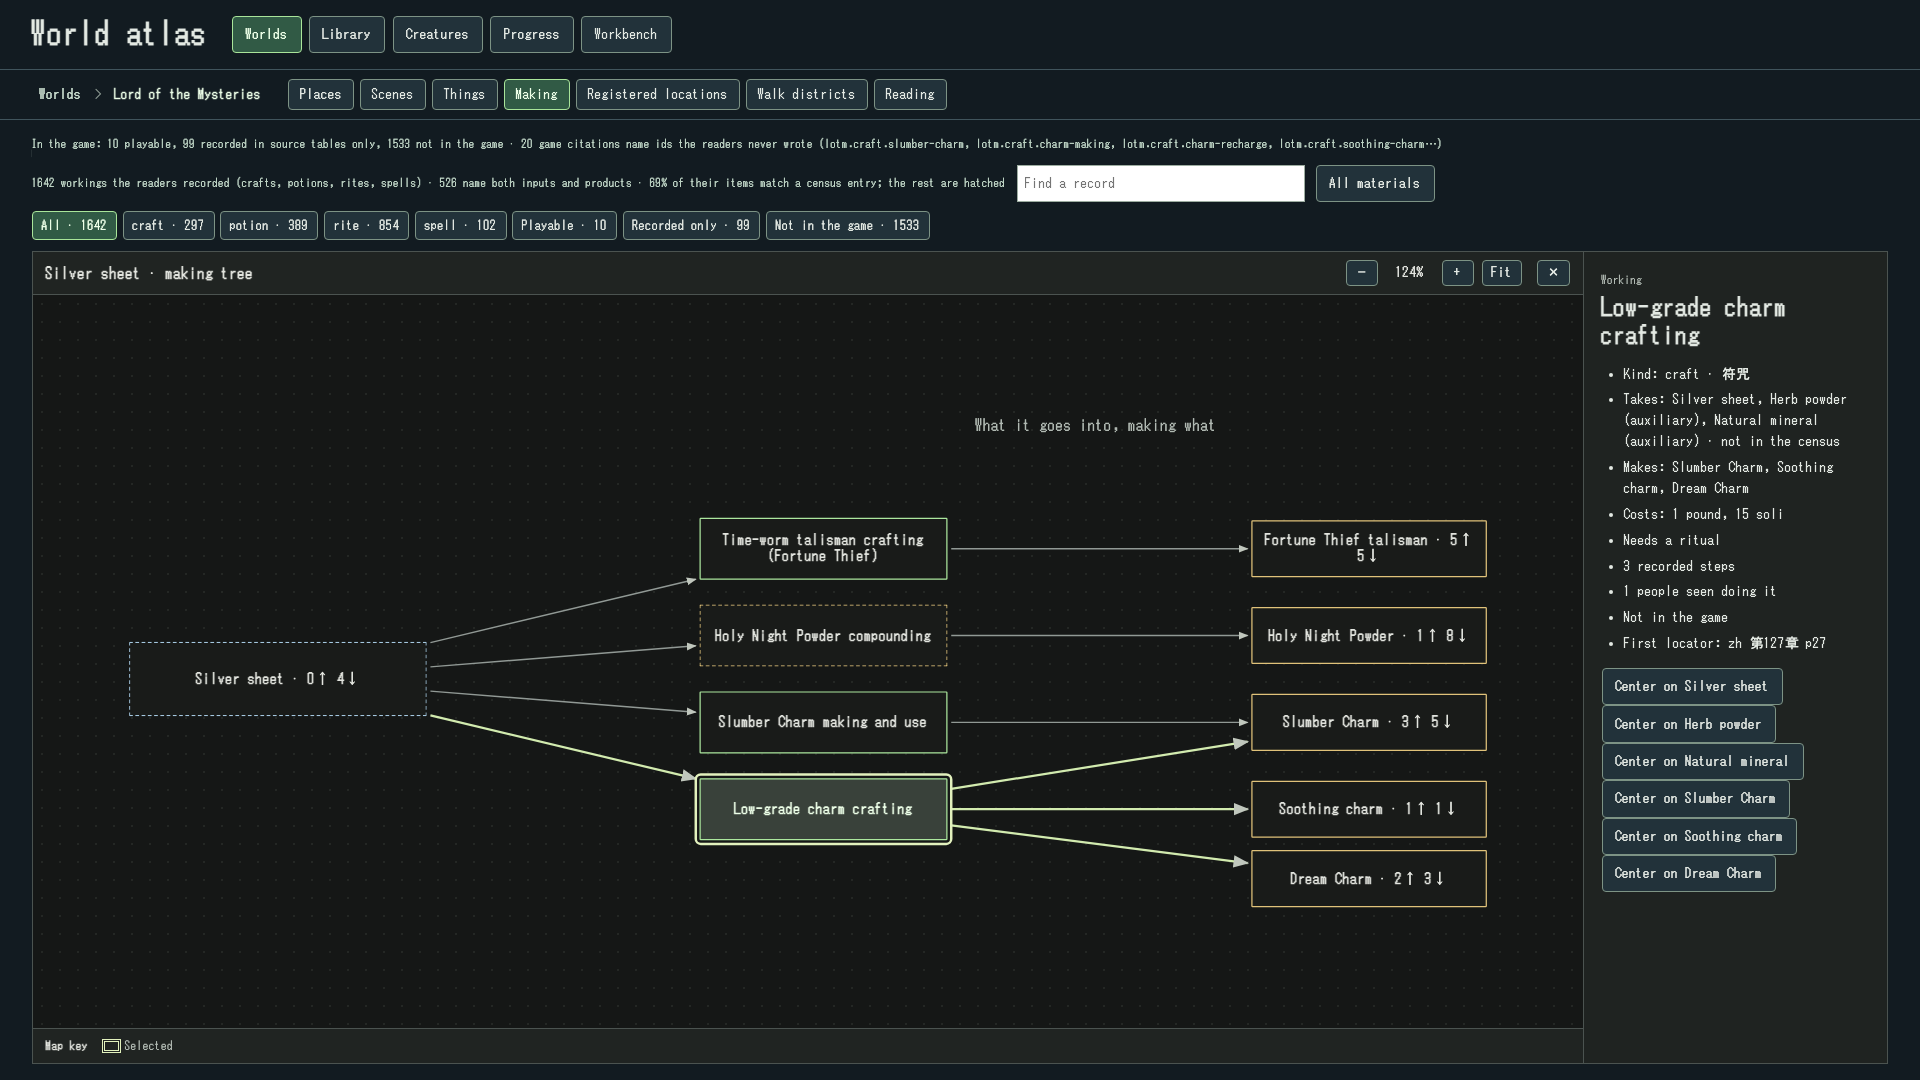 World atlas
Worlds
Library
Creatures
Progress
Workbench
Worlds > Lord of the Mysteries
Places
Scenes
Things
Making
Registered locations
Walk districts
Reading
In the game: 10 playable, 99 recorded in source tables only, 1533 not in the game · 20 game citations name ids the readers never wrote (lotm.craft.slumber-charm, lotm.craft.charm-making, lotm.craft.charm-recharge, lotm.craft.soothing-charm…)
1642 workings the readers recorded (crafts, potions, rites, spells) · 526 name both inputs and products · 69% of their items match a census entry; the rest are hatched
Find a record
All materials
All · 1642
craft · 297
potion · 389
rite · 854
spell · 102
Playable · 10
Recorded only · 99
Not in the game · 1533
Silver sheet · making tree
−
124%
+
Fit
×
What it goes into, making what
Time-worm talisman crafting
(Fortune Thief)
Fortune Thief talisman · 5↑
5↓
Holy Night Powder compounding
Holy Night Powder · 1↑ 8↓
Silver sheet · 0↑ 4↓
Slumber Charm making and use
Slumber Charm · 3↑ 5↓
Low-grade charm crafting
Soothing charm · 1↑ 1↓
Dream Charm · 2↑ 3↓
Map key
Selected
Working
Low-grade charm
crafting
• Kind: craft · 符咒
• Takes: Silver sheet, Herb powder
(auxiliary), Natural mineral
(auxiliary) · not in the census
• Makes: Slumber Charm, Soothing
charm, Dream Charm
• Costs: 1 pound, 15 soli
• Needs a ritual
• 3 recorded steps
• 1 people seen doing it
• Not in the game
• First locator: zh 第127章 p27
Center on Silver sheet
Center on Herb powder
Center on Natural mineral
Center on Slumber Charm
Center on Soothing charm
Center on Dream Charm